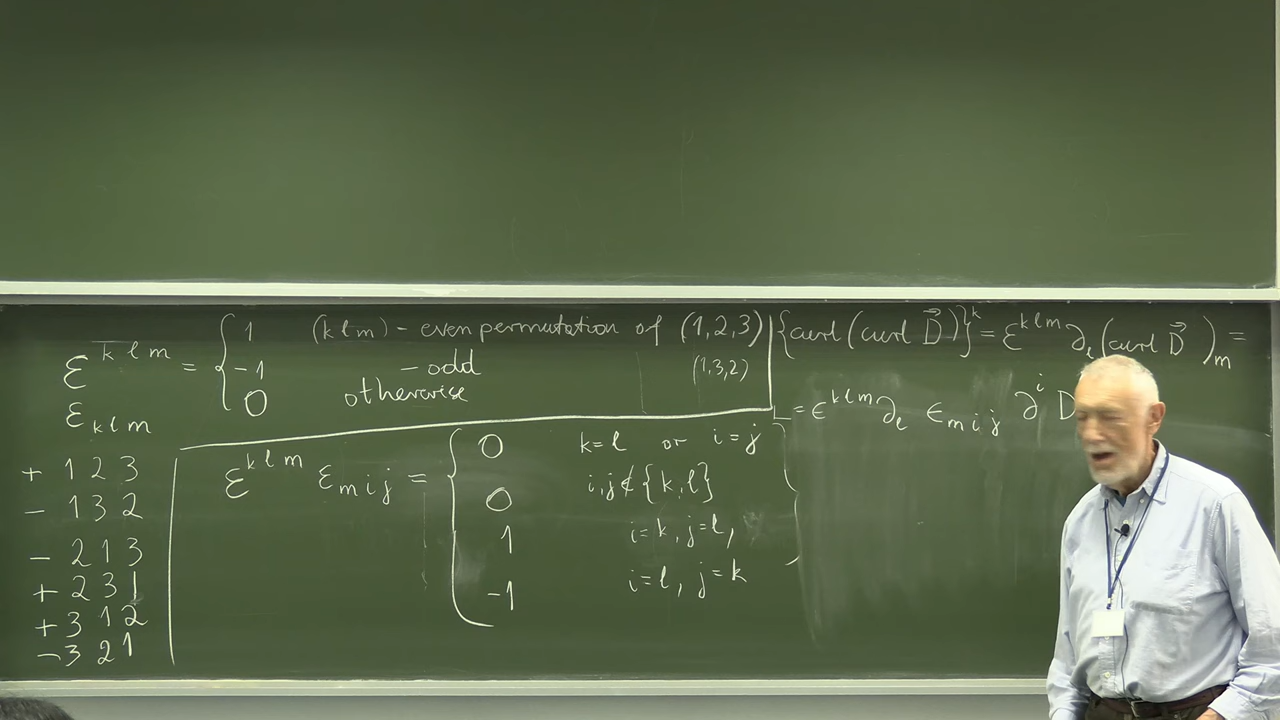 ε^{klm} = { 1 (klm) - even permutation of (1,2,3)
-1 - odd (1,3,2)
0 otherwise
ε_{klm}
+ 1 2 3
- 1 3 2
- 2 1 3
+ 2 3 1
+ 3 1 2
- 3 2 1
ε^{klm} ε_{mij} = { 0 k=l or i=j
0 i,j∉{k,l}
1 i=k, j=l,
-1 i=l, j=k }
{curl(curl D⃗)}^k = ε^{klm} ∂_l (curl D⃗)_m =
= ϵ^{klm} ∂_l ϵ_{mij} ∂^i D